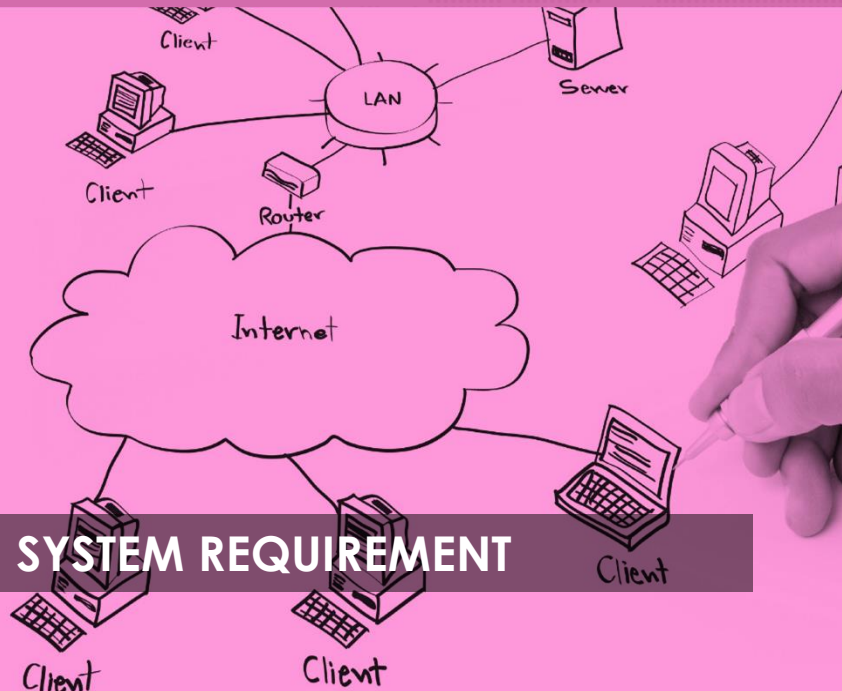 Client
LAN
Server
Client
Router
Internet
SYSTEM REQUIREMENT
Client
Client
Client